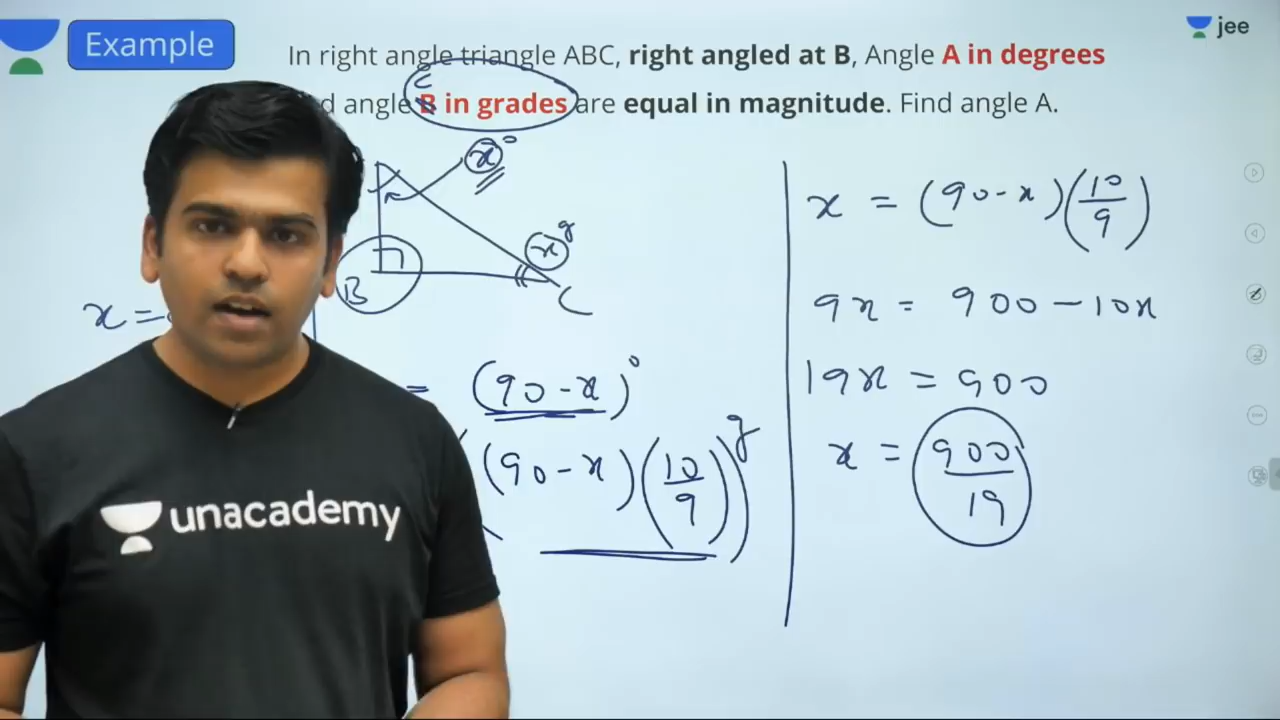 Example
jee
In right angle triangle ABC, right angled at B, Angle A in degrees
C
d angle B in grades are equal in magnitude. Find angle A.
x°
x^g
B
C
x =
= (90-x)°
((90-x)(10/9))^g
x = (90-x)(10/9)
9x = 900-10x
19x = 900
x = 900/19
unacademy